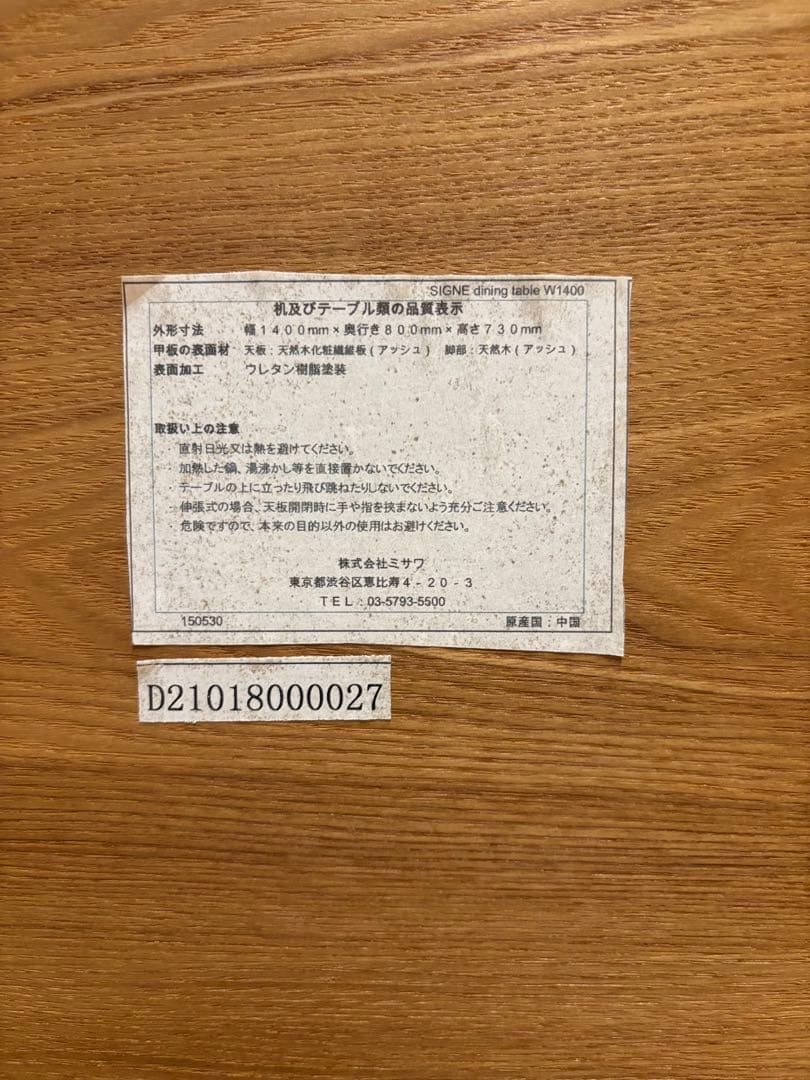 SIGNE dining table W1400
机及びテーブル類の品質表示
外形寸法 幅1400mm×奥行き800mm×高さ730mm
甲板の表面材 天板:天然木化粧繊維板(アッシュ) 脚部:天然木(アッシュ)
表面加工 ウレタン樹脂塗装
取扱い上の注意
・直射日光又は熱を避けてください。
・加熱した鍋、湯沸かし等を直接置かないでください。
・テーブルの上に立ったり飛び跳ねたりしないでください。
・伸張式の場合、天板開閉時に手や指を挟まないよう充分ご注意ください。
・危険ですので、本来の目的以外の使用はお避けください。
株式会社ミサワ
東京都渋谷区恵比寿4-20-3
TEL:03-5793-5500
150530 原産国:中国
D21018000027